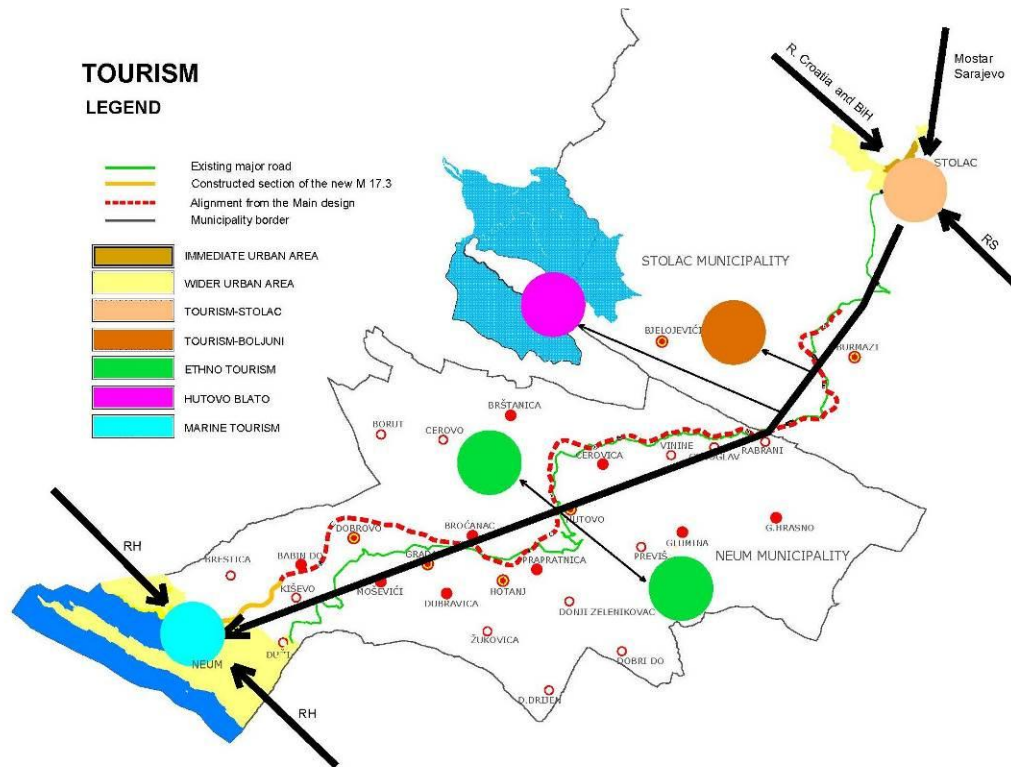 TOURISM
LEGEND
Existing major road
Constructed section of the new M 17.3
Alignment from the Main design
Municipality border
IMMEDIATE URBAN AREA
WIDER URBAN AREA
TOURISM-STOLAC
TOURISM-BOLJUNI
ETHNO TOURISM
HUTOVO BLATO
MARINE TOURISM
R. Croatia and BiH
Mostar
Sarajevo
STOLAC
RS
STOLAC MUNICIPALITY
BJELOJEVIĆI
BURMAZI
BRŠTANICA
BORUT
CEROVO
CEROVICA
VININE
RABRANI
HUTOVO
G.HRASNO
GLUMINA
PREVIŠ
NEUM MUNICIPALITY
DOBROVO
BROĆANAC
GRADAC
PRAPRATNICA
BABIN DO
BRESTICA
KIŠEVO
MOŠEVIĆI
DUBRAVICA
HOTANJ
DONJI ZELENIKOVAC
ŽUKOVICA
DOBRI DO
D.DRIJEN
NEUM
RH
RH